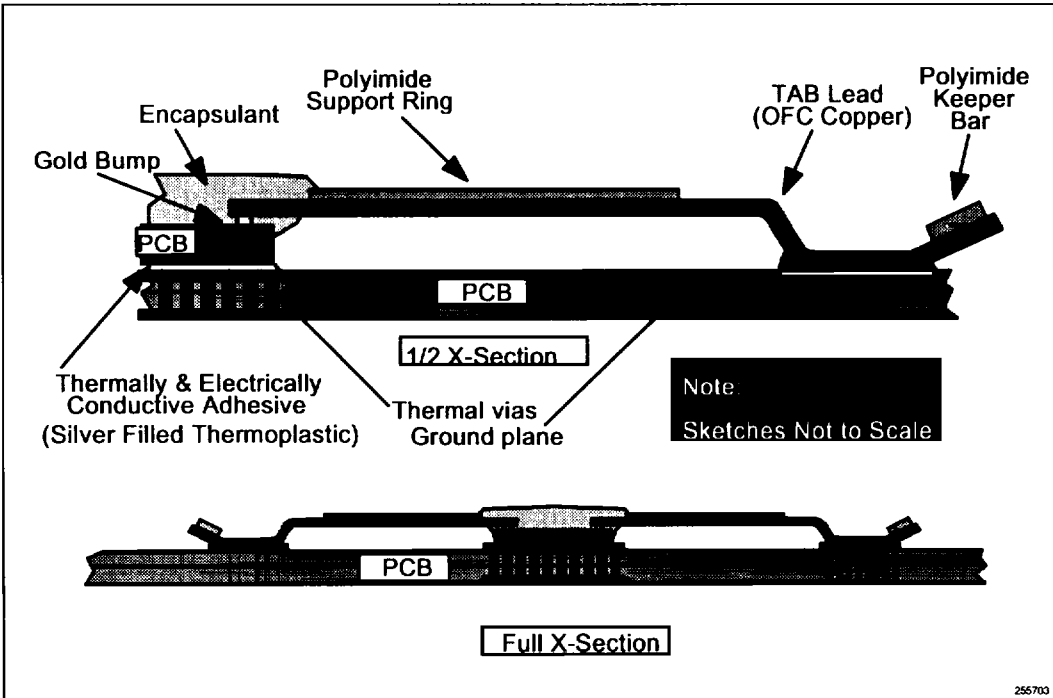 Polyimide
Support Ring
Encapsulant
Gold Bump
TAB Lead
(OFC Copper)
Polyimide
Keeper
Bar
PCB
PCB
1/2 X-Section
Thermally & Electrically
Conductive Adhesive
(Silver Filled Thermoplastic)
Thermal vias
Ground plane
Note:
Sketches Not to Scale
PCB
Full X-Section
255703